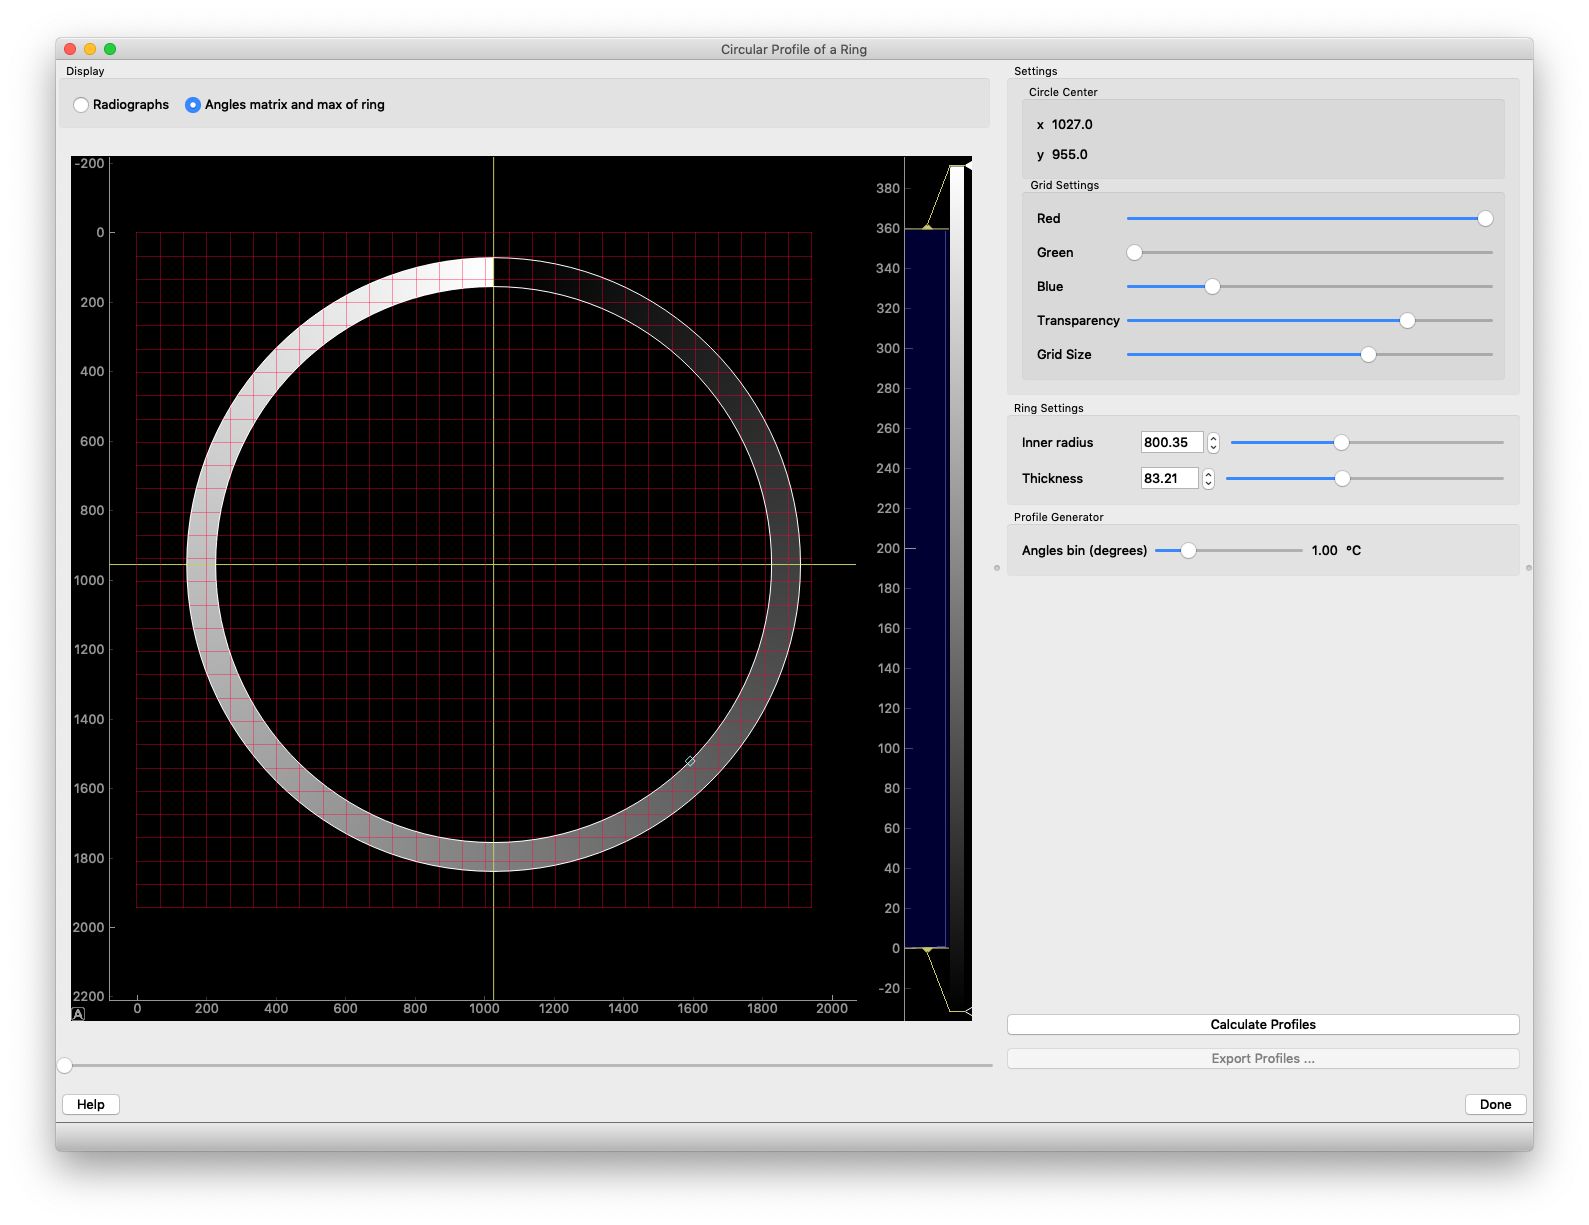 Circular Profile of a Ring
Display
Radiographs
Angles matrix and max of ring
-200
0
200
400
600
800
1000
1200
1400
1600
1800
2000
2200
A
0
200
400
600
800
1000
1200
1400
1600
1800
2000
380
360
340
320
300
280
260
240
220
200
180
160
140
120
100
80
60
40
20
0
-20
Settings
Circle Center
x 1027.0
y 955.0
Grid Settings
Red
Green
Blue
Transparency
Grid Size
Ring Settings
Inner radius 800.35
Thickness 83.21
Profile Generator
Angles bin (degrees) 1.00 °C
Calculate Profiles
Export Profiles ...
Help
Done